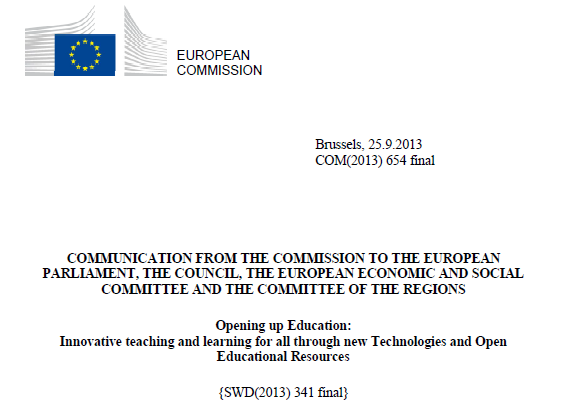 EUROPEAN
COMMISSION
Brussels, 25.9.2013
COM(2013) 654 final
COMMUNICATION FROM THE COMMISSION TO THE EUROPEAN
PARLIAMENT, THE COUNCIL, THE EUROPEAN ECONOMIC AND SOCIAL
COMMITTEE AND THE COMMITTEE OF THE REGIONS
Opening up Education:
Innovative teaching and learning for all through new Technologies and Open
Educational Resources
{SWD(2013) 341 final}